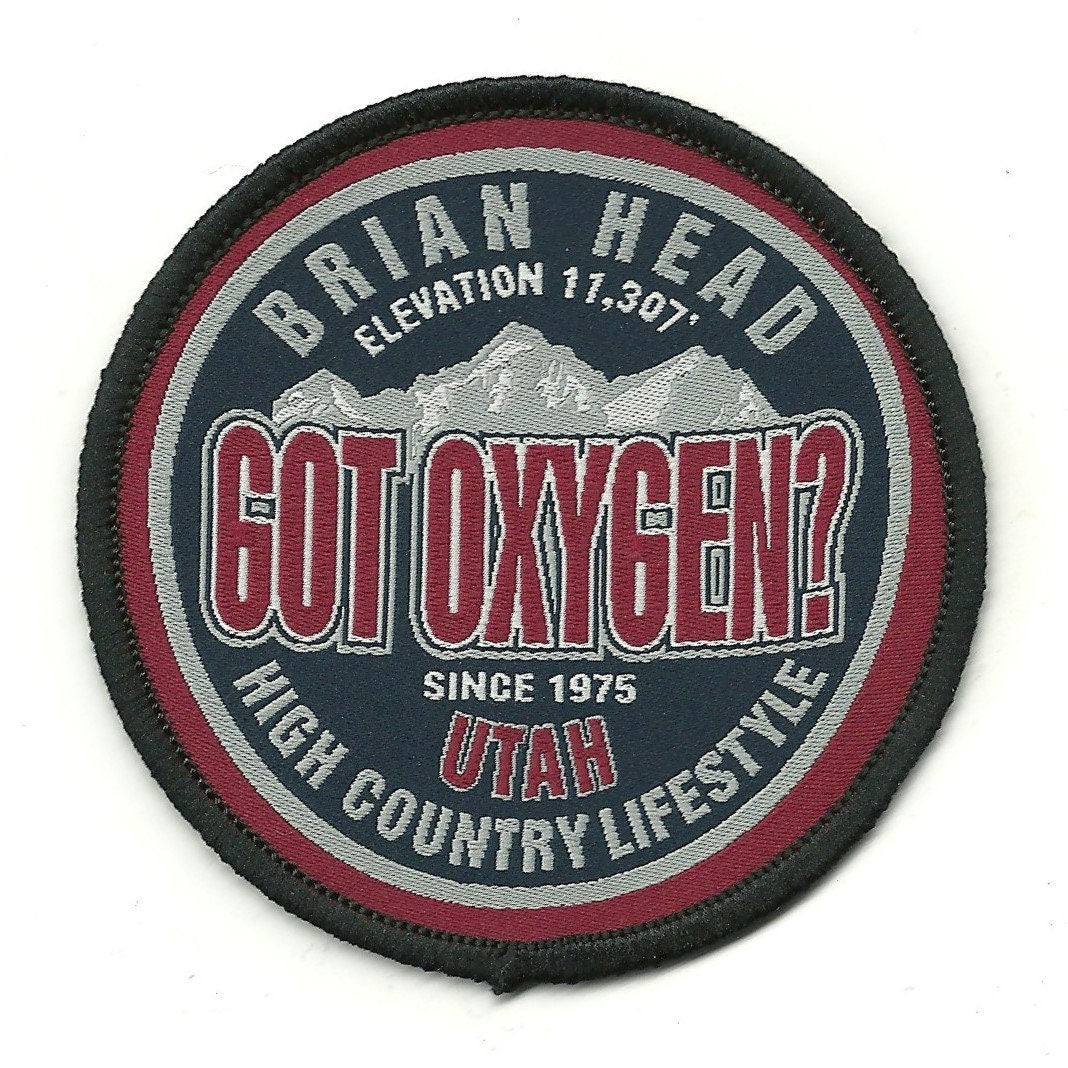 BRIAN HEAD
ELEVATION 11,307'
GOT OXYGEN?
SINCE 1975
UTAH
HIGH COUNTRY LIFESTYLE